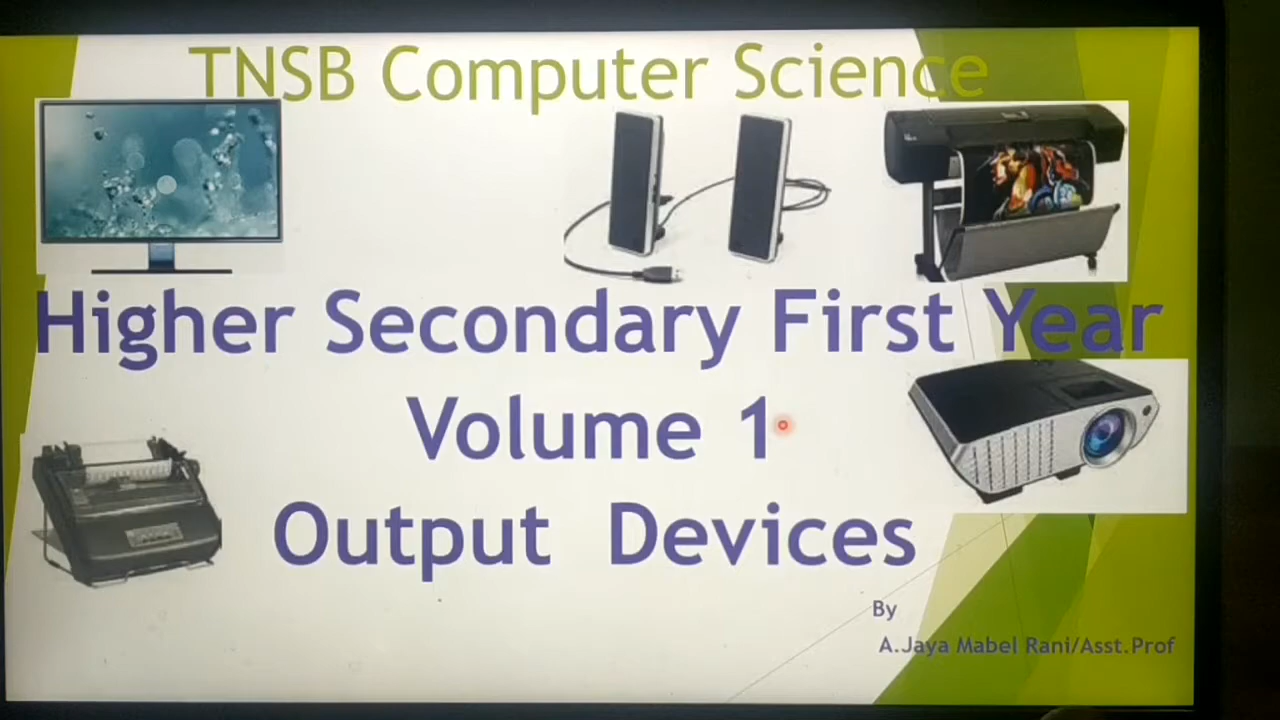 TNSB Computer Science
Higher Secondary First Year
Volume 1
Output Devices
By
A.Jaya Mabel Rani/Asst.Prof